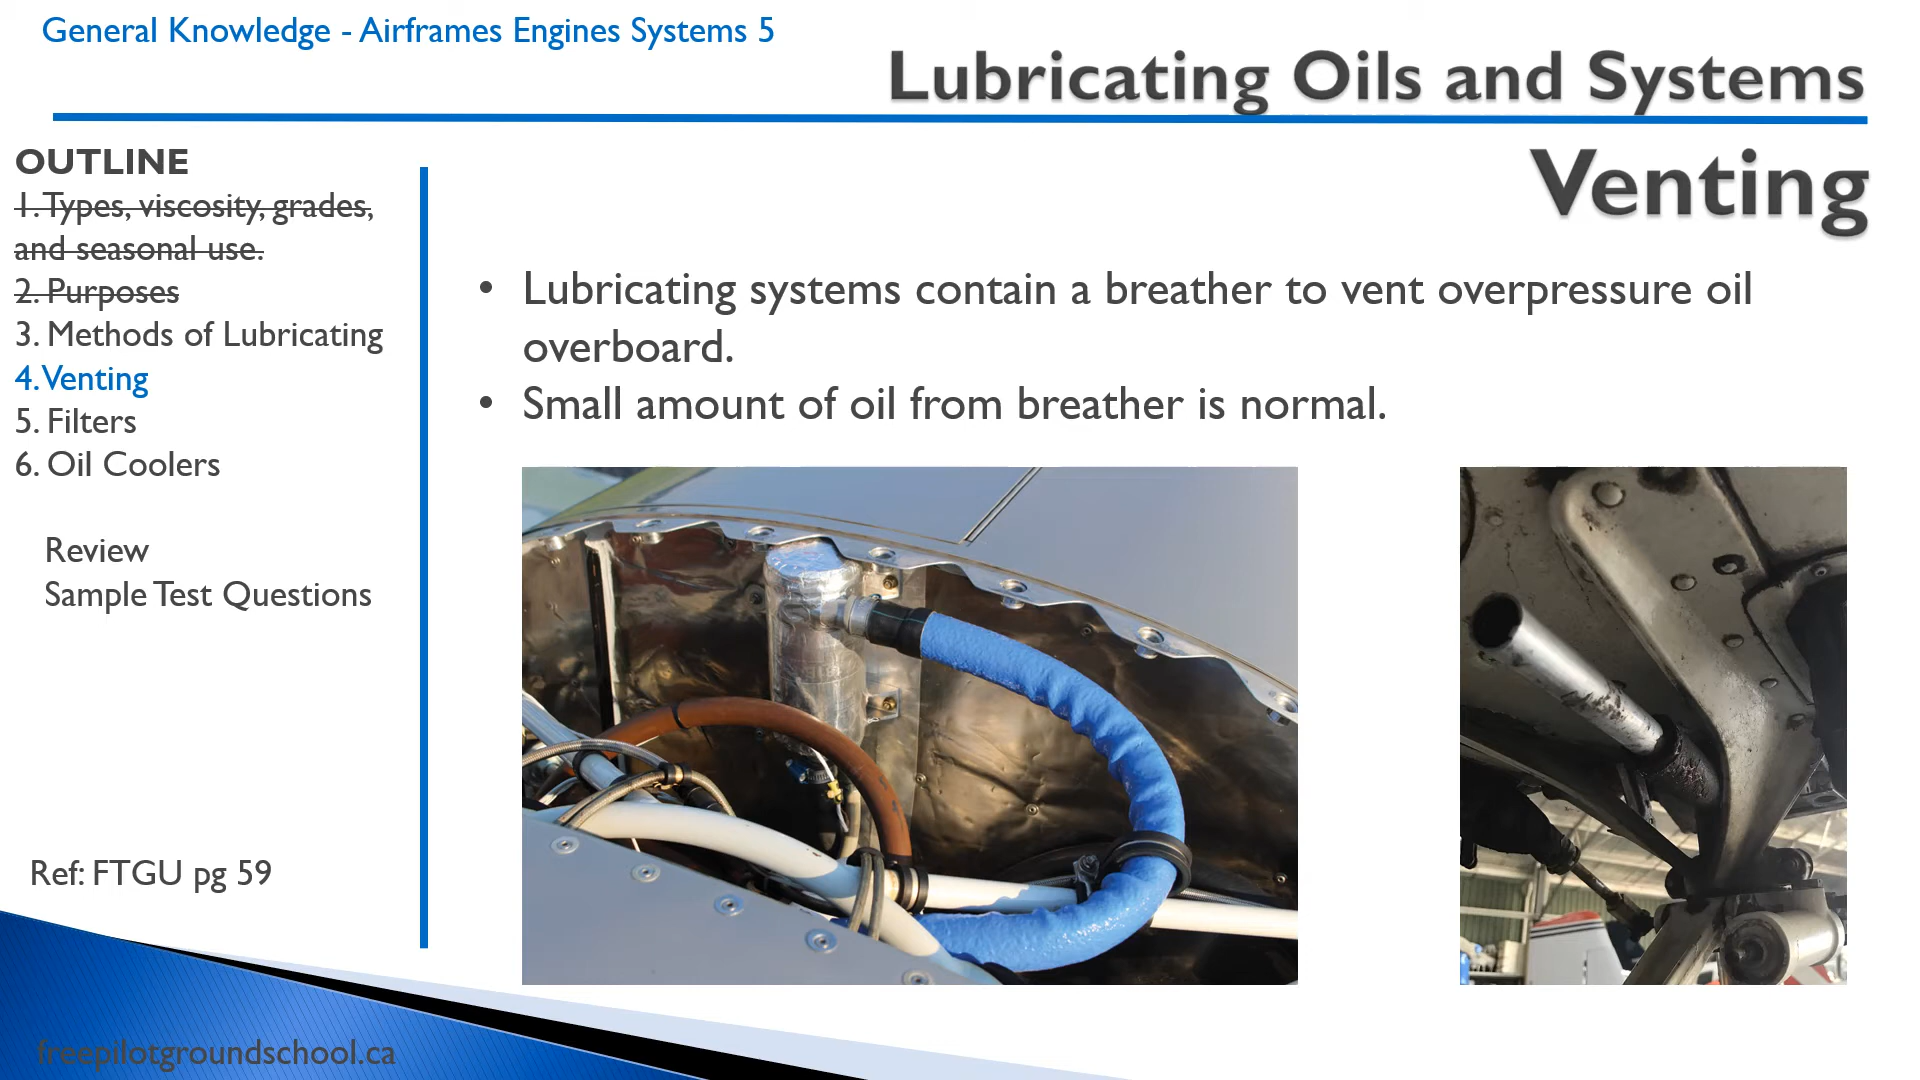 General Knowledge - Airframes Engines Systems 5
Lubricating Oils and Systems
Venting
OUTLINE
1. Types, viscosity, grades,
and seasonal use.
2. Purposes
3. Methods of Lubricating
4. Venting
5. Filters
6. Oil Coolers
Review
Sample Test Questions
Ref: FTGU pg 59
• Lubricating systems contain a breather to vent overpressure oil
overboard.
• Small amount of oil from breather is normal.
freepilotgroundschool.ca